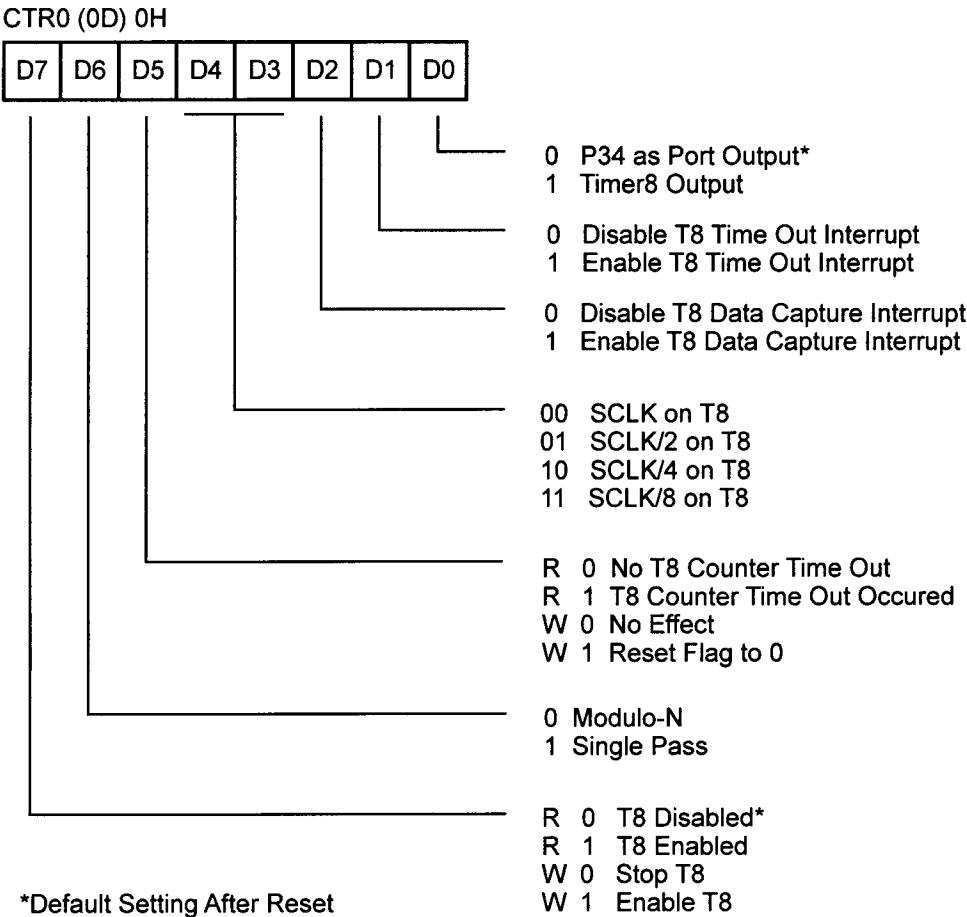 CTR0 (0D) 0H
D7 D6 D5 D4 D3 D2 D1 D0
0 P34 as Port Output*
1 Timer8 Output
0 Disable T8 Time Out Interrupt
1 Enable T8 Time Out Interrupt
0 Disable T8 Data Capture Interrupt
1 Enable T8 Data Capture Interrupt
00 SCLK on T8
01 SCLK/2 on T8
10 SCLK/4 on T8
11 SCLK/8 on T8
R 0 No T8 Counter Time Out
R 1 T8 Counter Time Out Occured
W 0 No Effect
W 1 Reset Flag to 0
0 Modulo-N
1 Single Pass
R 0 T8 Disabled*
R 1 T8 Enabled
W 0 Stop T8
W 1 Enable T8
*Default Setting After Reset